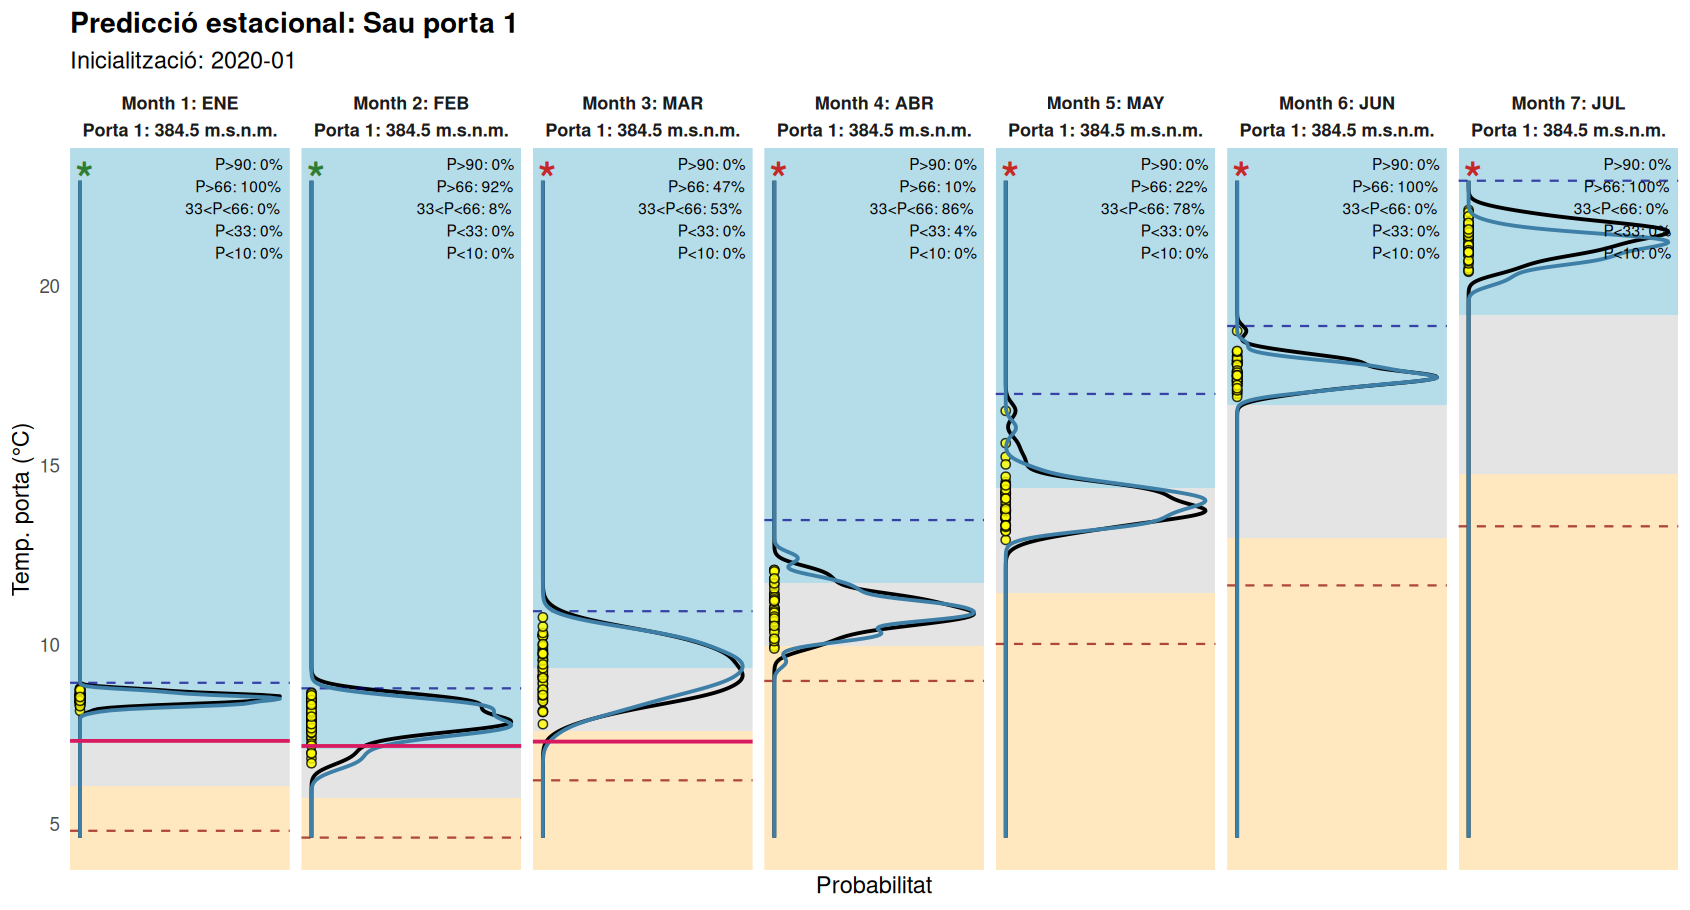 Predicció estacional: Sau porta 1
Inicialització: 2020-01
Month 1: ENE
Porta 1: 384.5 m.s.n.m.
Month 2: FEB
Porta 1: 384.5 m.s.n.m.
Month 3: MAR
Porta 1: 384.5 m.s.n.m.
Month 4: ABR
Porta 1: 384.5 m.s.n.m.
Month 5: MAY
Porta 1: 384.5 m.s.n.m.
Month 6: JUN
Porta 1: 384.5 m.s.n.m.
Month 7: JUL
Porta 1: 384.5 m.s.n.m.
*
P>90: 0%
P>66: 100%
33<P<66: 0%
P<33: 0%
P<10: 0%
*
P>90: 0%
P>66: 92%
33<P<66: 8%
P<33: 0%
P<10: 0%
*
P>90: 0%
P>66: 47%
33<P<66: 53%
P<33: 0%
P<10: 0%
*
P>90: 0%
P>66: 10%
33<P<66: 86%
P<33: 4%
P<10: 0%
*
P>90: 0%
P>66: 22%
33<P<66: 78%
P<33: 0%
P<10: 0%
*
P>90: 0%
P>66: 100%
33<P<66: 0%
P<33: 0%
P<10: 0%
*
P>90: 0%
P>66: 100%
33<P<66: 0%
P<33: 0%
P<10: 0%
20
15
10
5
Temp. porta (°C)
Probabilitat